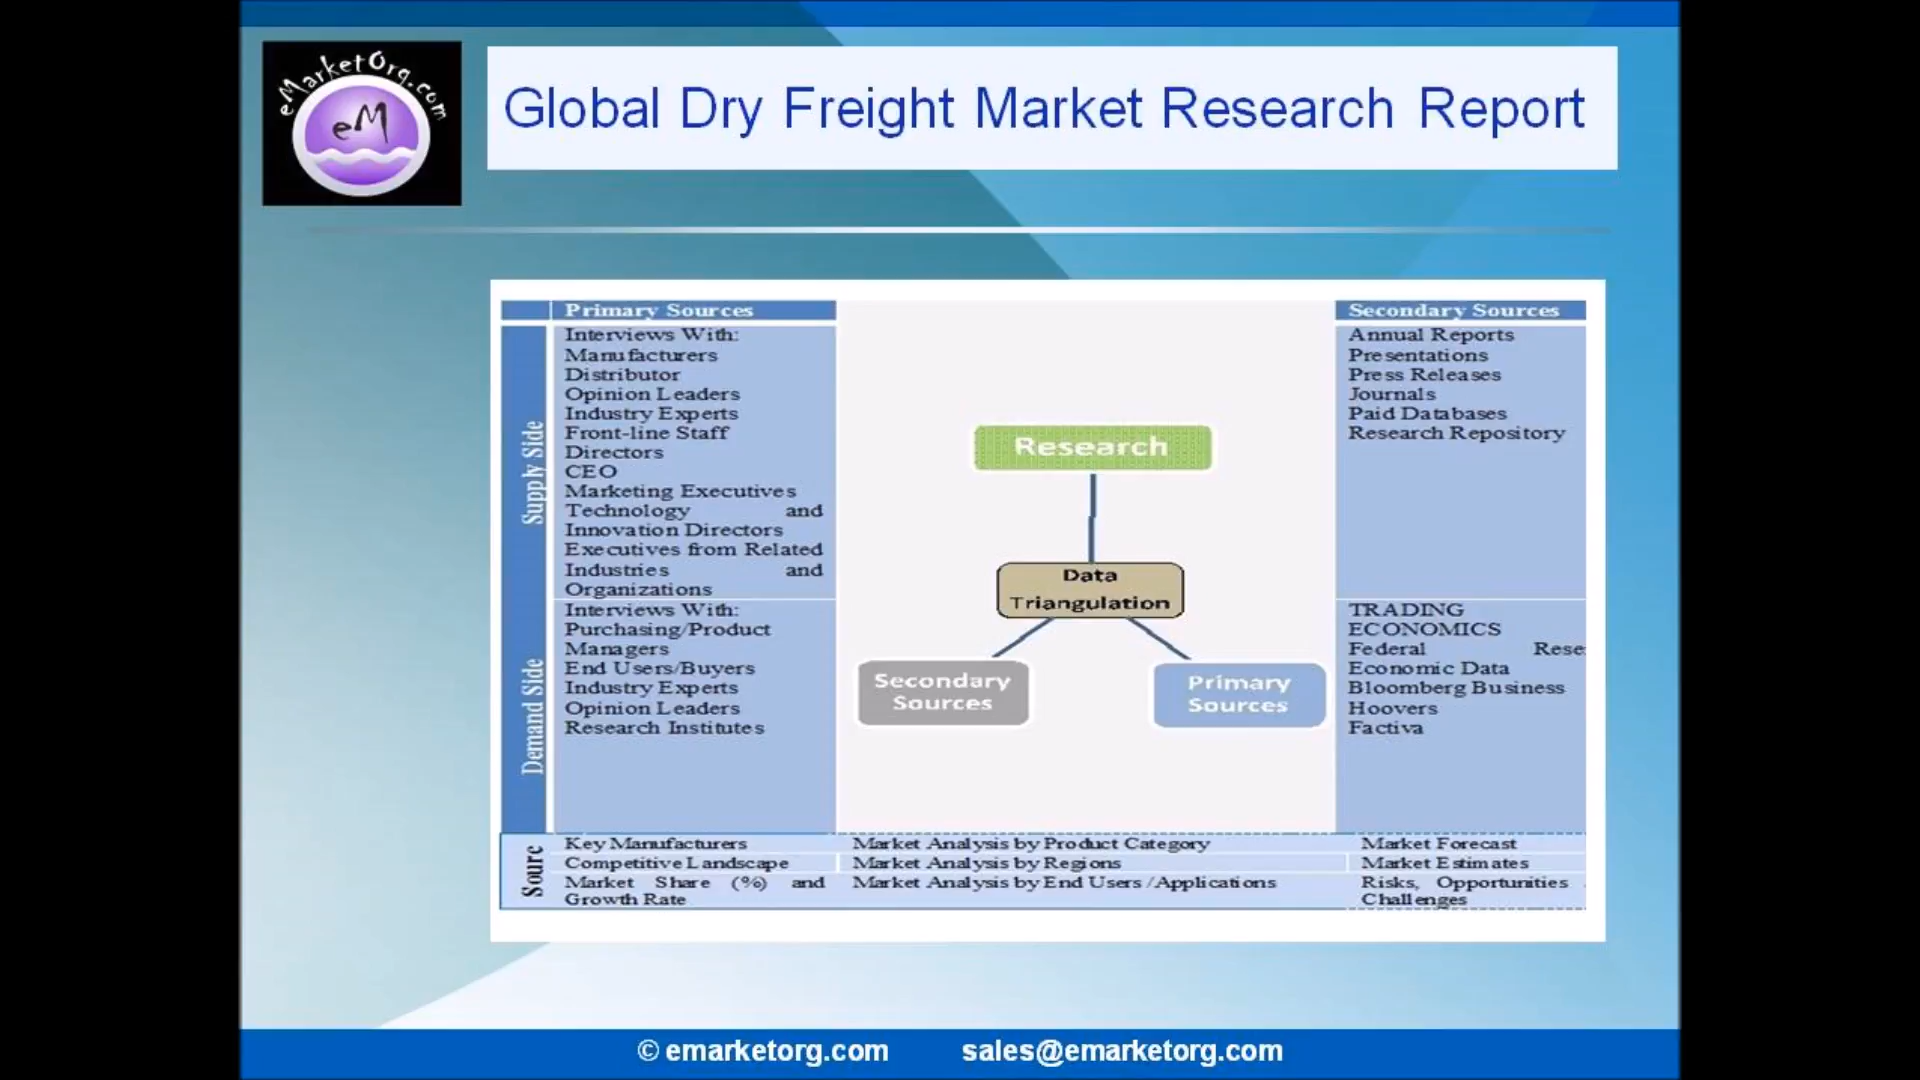 eMarketOrg.com
eM
Global Dry Freight Market Research Report
Primary Sources
Secondary Sources
Supply Side
Interviews With:
Manufacturers
Distributor
Opinion Leaders
Industry Experts
Front-line Staff
Directors
CEO
Marketing Executives
Technology and
Innovation Directors
Executives from Related
Industries and
Organizations
Annual Reports
Presentations
Press Releases
Journals
Paid Databases
Research Repository
Research
Data
Triangulation
Secondary
Sources
Primary
Sources
Demand Side
Interviews With:
Purchasing/Product
Managers
End Users/Buyers
Industry Experts
Opinion Leaders
Research Institutes
TRADING
ECONOMICS
Federal Rese
Economic Data
Bloomberg Business
Hoovers
Factiva
Sourc
Key Manufacturers
Competitive Landscape
Market Share (%) and
Growth Rate
Market Analysis by Product Category
Market Analysis by Regions
Market Analysis by End Users /Applications
Market Forecast
Market Estimates
Risks, Opportunities
Challenges
© emarketorg.com sales@emarketorg.com